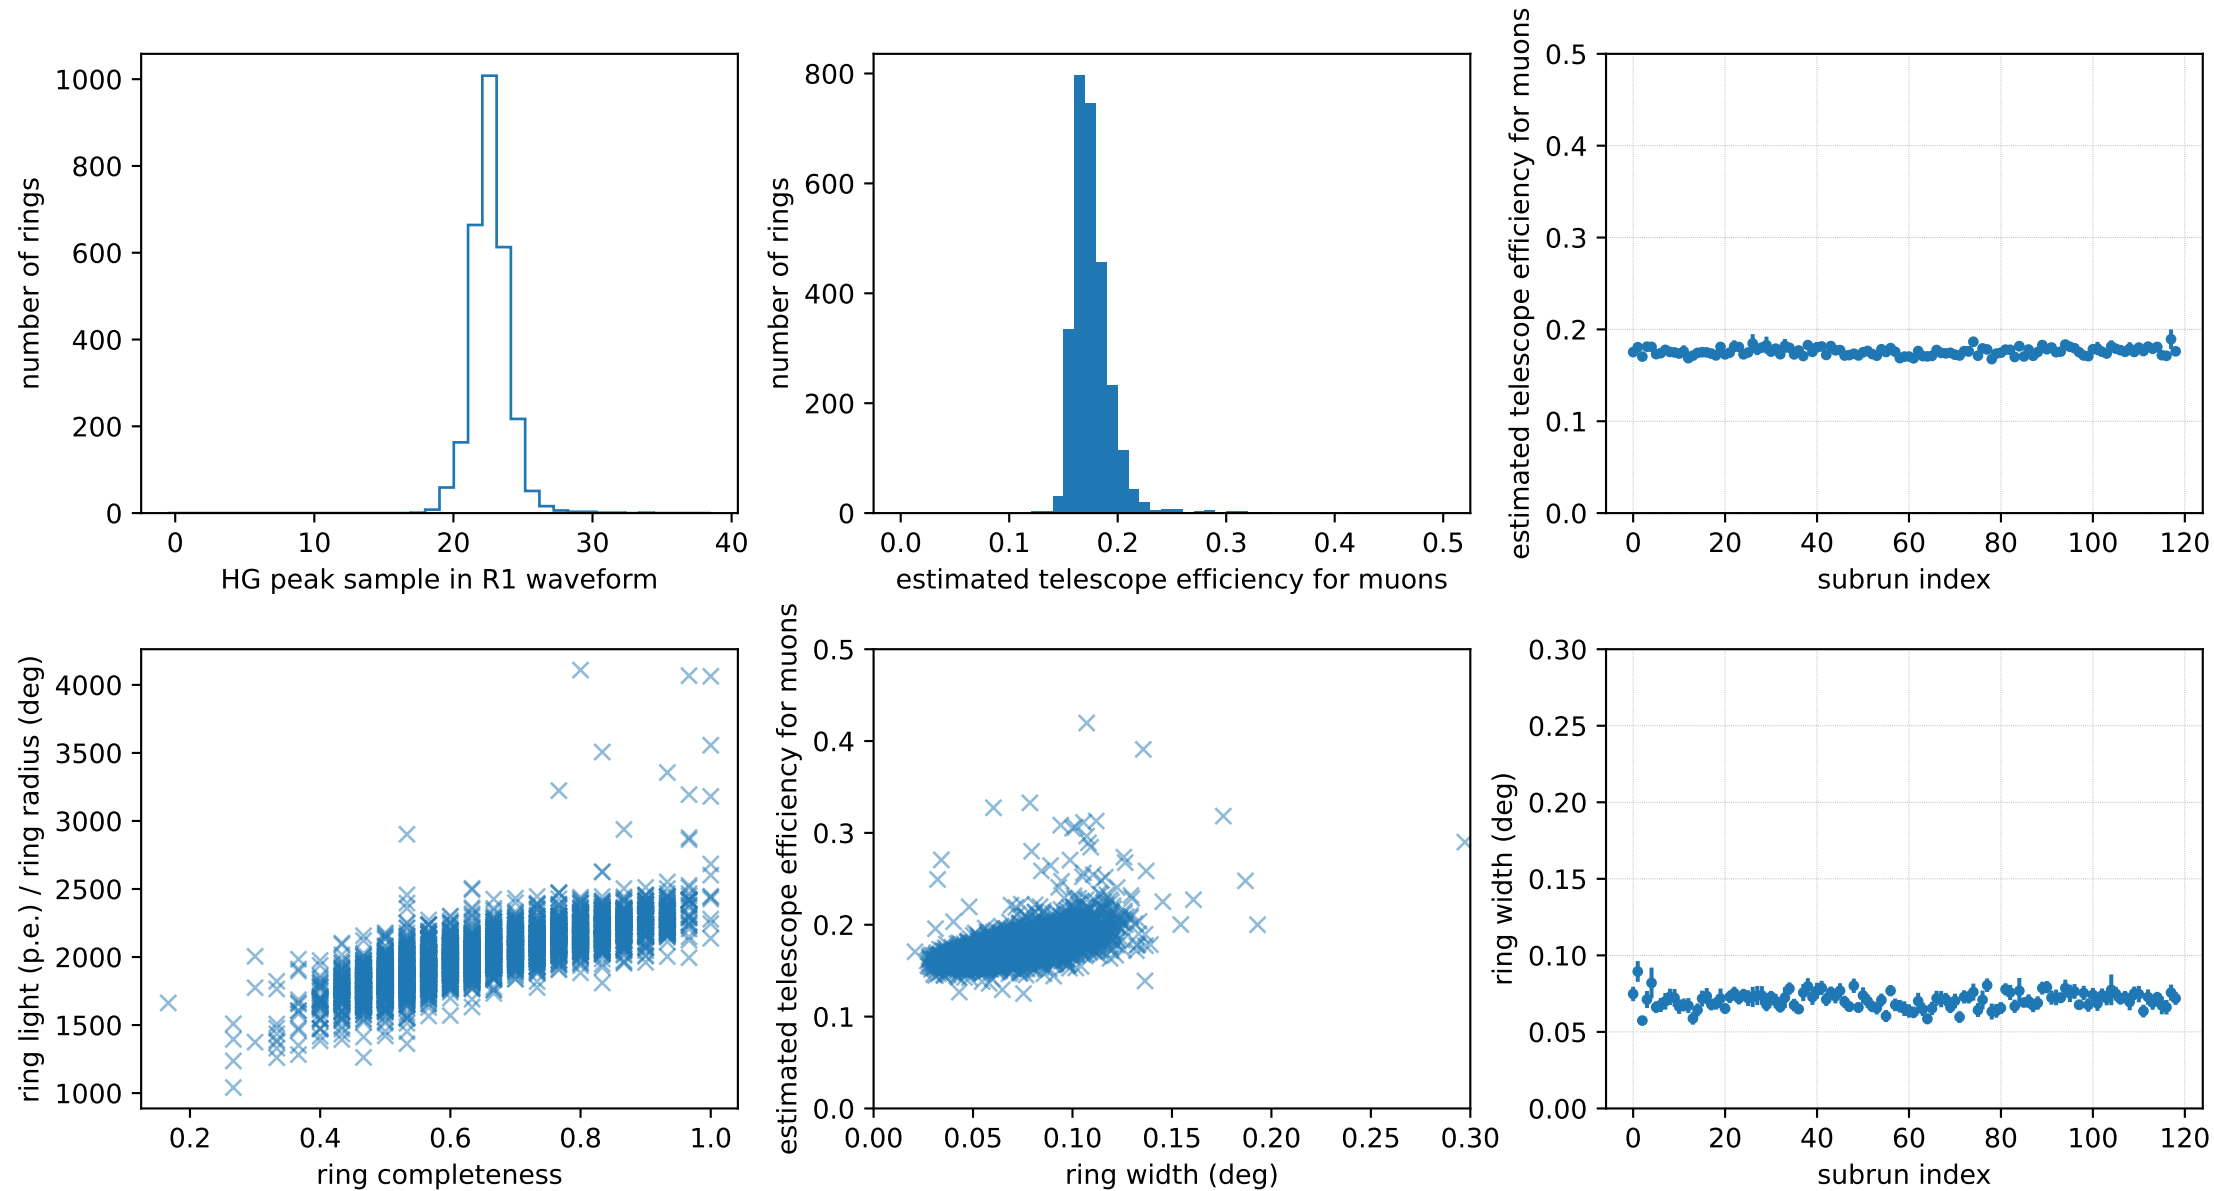 number of rings
1000
800
600
400
200
0
0 10 20 30 40
HG peak sample in R1 waveform
number of rings
800
600
400
200
0
0.0 0.1 0.2 0.3 0.4 0.5
estimated telescope efficiency for muons
estimated telescope efficiency for muons
0.5
0.4
0.3
0.2
0.1
0.0
0 20 40 60 80 100 120
subrun index
ring light (p.e.) / ring radius (deg)
4000
3500
3000
2500
2000
1500
1000
0.2 0.4 0.6 0.8 1.0
ring completeness
estimated telescope efficiency for muons
0.5
0.4
0.3
0.2
0.1
0.0
0.00 0.05 0.10 0.15 0.20 0.25 0.30
ring width (deg)
ring width (deg)
0.30
0.25
0.20
0.15
0.10
0.05
0.00
0 20 40 60 80 100 120
subrun index